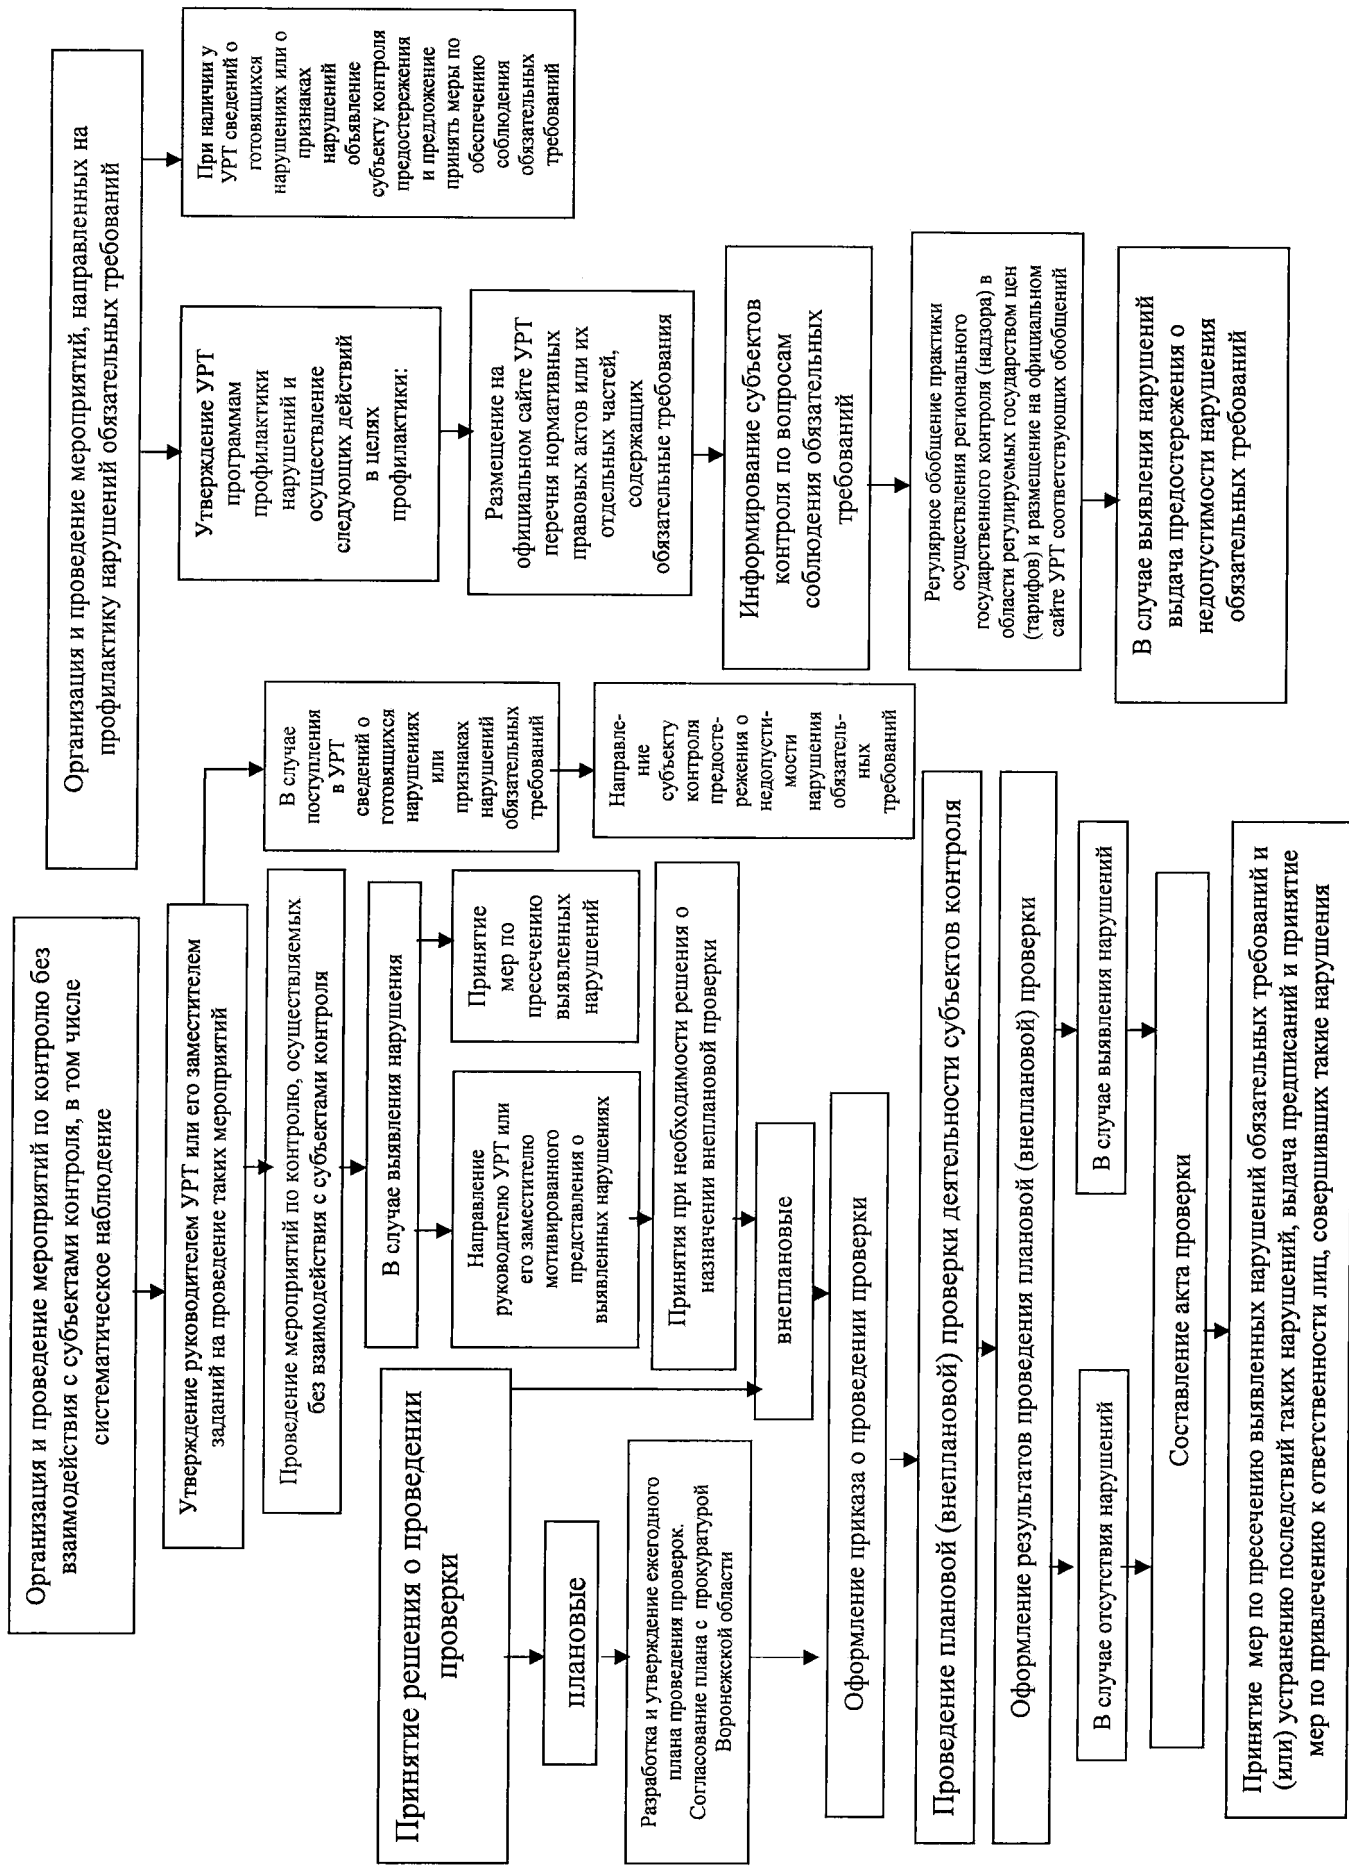 Организация и проведение мероприятий по контролю без
взаимодействия с субъектами контроля, в том числе
систематическое наблюдение
Утверждение руководителем УРТ или его заместителем
заданий на проведение таких мероприятий
Проведение мероприятий по контролю, осуществляемых
без взаимодействия с субъектами контроля
В случае выявления нарушения
Направление
руководителю УРТ или
его заместителю
мотивированного
представления о
выявленных нарушениях
Принятие
мер по
пресечению
выявленных
нарушений
Принятия при необходимости решения о
назначении внеплановой проверки
В случае
поступления
в УРТ
сведений о
готовящихся
нарушениях
или
признаках
нарушений
обязательных
требований
Направле-
ние
субъекту
контроля
предосте-
режения о
недопусти-
мости
нарушения
обязатель-
ных
требований
Организация и проведение мероприятий, направленных на
профилактику нарушений обязательных требований
Утверждение УРТ
программам
профилактики
нарушений и
осуществление
следующих действий
в целях
профилактики:
Размещение на
официальном сайте УРТ
перечня нормативных
правовых актов или их
отдельных частей,
содержащих
обязательные требования
Информирование субъектов
контроля по вопросам
соблюдения обязательных
требований
Регулярное обобщение практики
осуществления регионального
государственного контроля (надзора) в
области регулируемых государством цен
(тарифов) и размещение на официальном
сайте УРТ соответствующих обобщений
В случае выявления нарушений
выдача предостережения о
недопустимости нарушения
обязательных требований
При наличии у
УРТ сведений о
готовящихся
нарушениях или о
признаках
нарушений
объявление
субъекту контроля
предостережения
и предложение
принять меры по
обеспечению
соблюдения
обязательных
требований
Принятие решения о проведении
проверки
плановые
Разработка и утверждение ежегодного
плана проведения проверок.
Согласование плана с прокуратурой
Воронежской области
внеплановые
Оформление приказа о проведении проверки
Проведение плановой (внеплановой) проверки деятельности субъектов контроля
Оформление результатов проведения плановой (внеплановой) проверки
В случае отсутствия нарушений
В случае выявления нарушений
Составление акта проверки
Принятие мер по пресечению выявленных нарушений обязательных требований и
(или) устранению последствий таких нарушений, выдача предписаний и принятие
мер по привлечению к ответственности лиц, совершивших такие нарушения